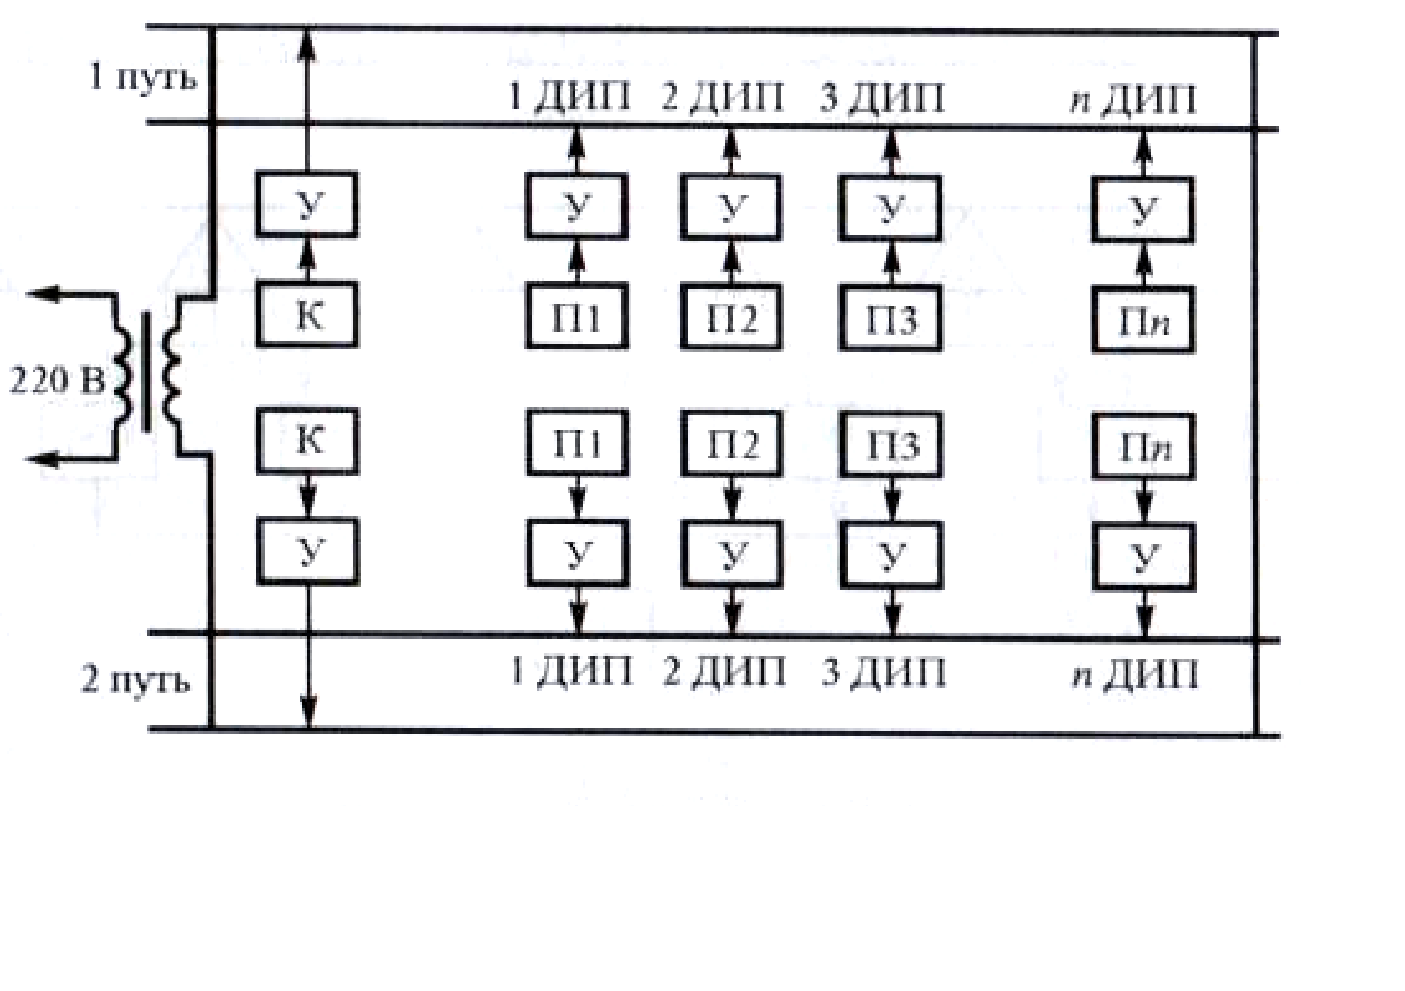 1 путь
1 ДИП 2 ДИП 3 ДИП n ДИП
У У У У У
К П1 П2 П3 Пn
220 В
К П1 П2 П3 Пn
У У У У У
2 путь
1 ДИП 2 ДИП 3 ДИП n ДИП